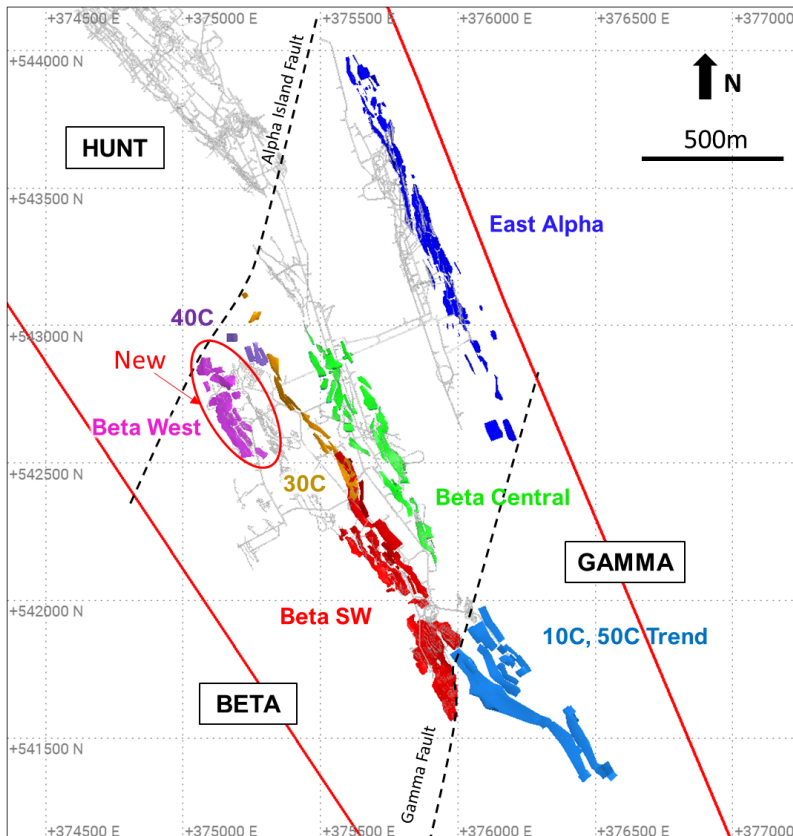 +374500 E
+375000 E
+375500 E
+376000 E
+376500 E
+377000
+544000 N
N
500m
Alpha Island Fault
HUNT
+543500 N
East Alpha
40C
+543000 N
New
Beta West
+542500 N
30C
Beta Central
GAMMA
+542000 N
Beta SW
10C, 50C Trend
BETA
+541500 N
Gamma Fault
+374500 E
+375000 E
+375500 E
+376000 E
+376500 E
+377000 E